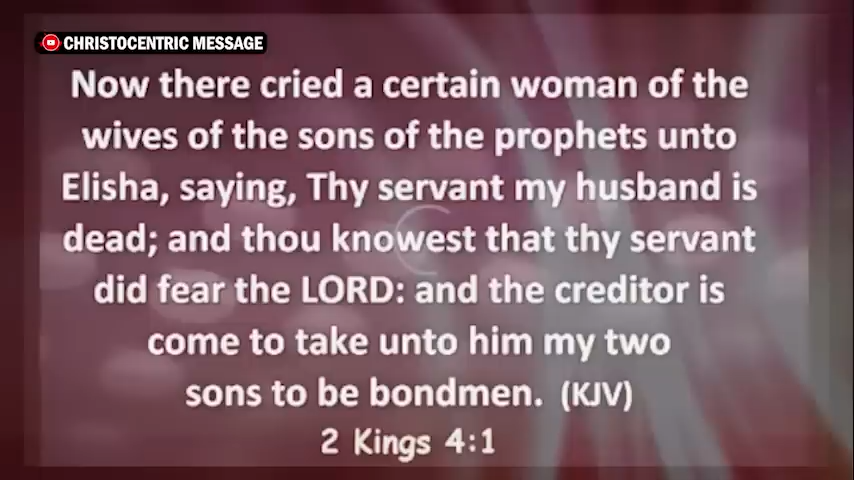 CHRISTOCENTRIC MESSAGE
Now there cried a certain woman of the
wives of the sons of the prophets unto
Elisha, saying, Thy servant my husband is
dead; and thou knowest that thy servant
did fear the LORD: and the creditor is
come to take unto him my two
sons to be bondmen. (KJV)
2 Kings 4:1